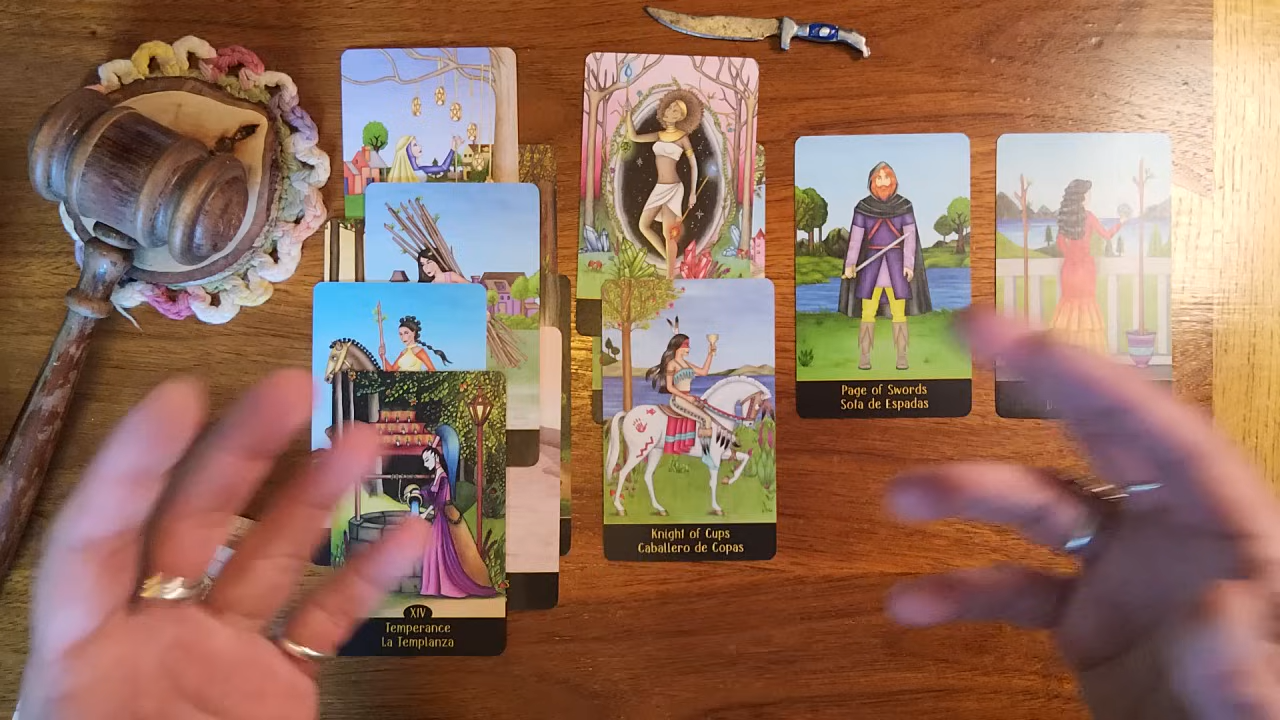 Page of Swords
Sota de Espadas
Knight of Cups
Caballero de Copas
XIV
Temperance
La Templanza